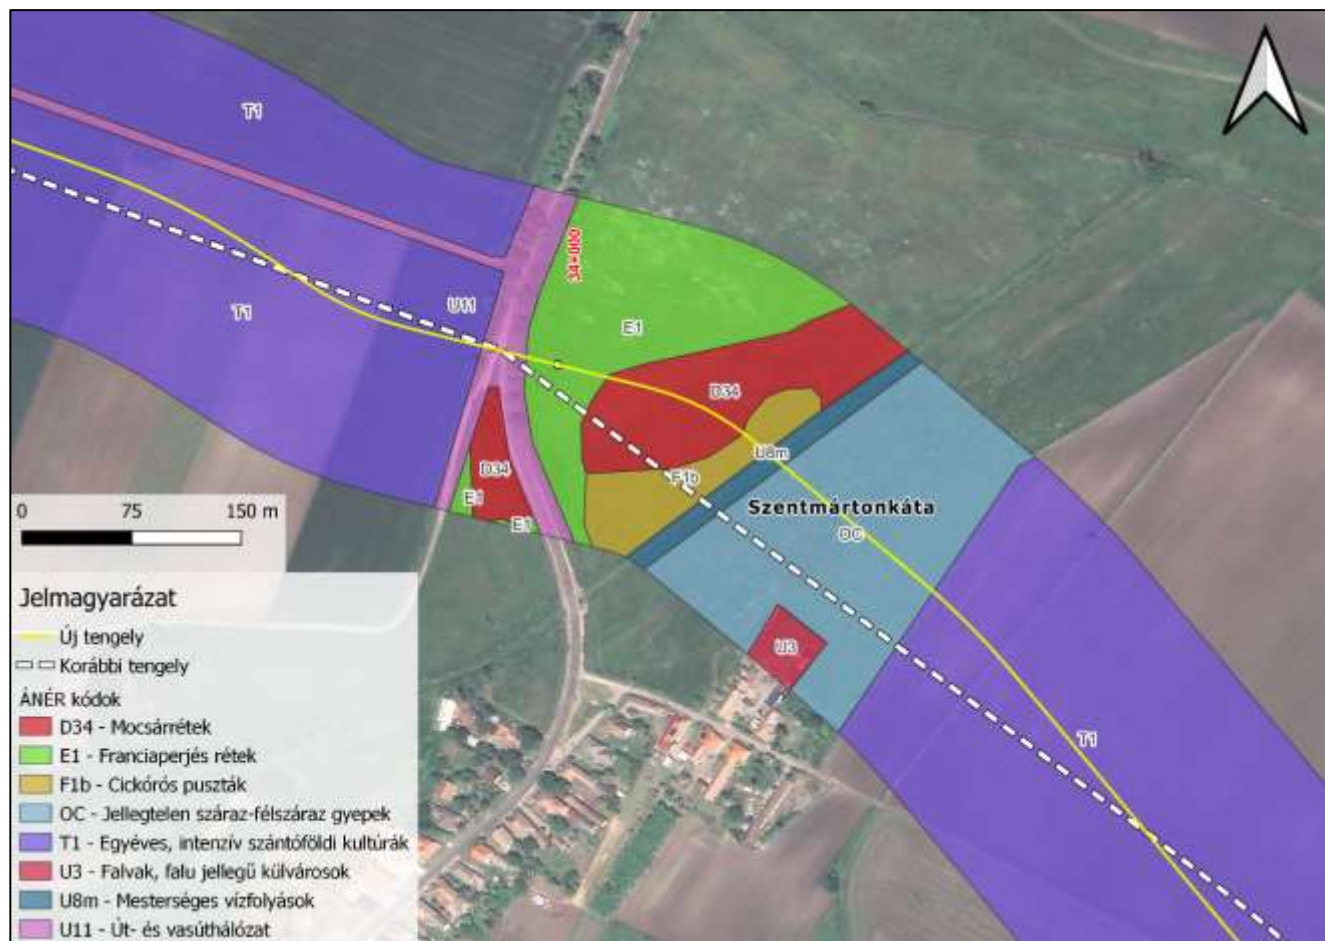 T1
T1
U11
34+000
E1
D34
D34
E1
E1
F1b
U8m
Szentmártonkáta
OC
U3
T1
0 75 150 m
Jelmagyarázat
Új tengely
Korábbi tengely
ÁNÉR kódok
D34 - Mocsárrétek
E1 - Franciaperjés rétek
F1b - Cickórós puszták
OC - Jellegtelen száraz-félszáraz gyepek
T1 - Egyéves, intenzív szántóföldi kultúrák
U3 - Falvak, falu jellegű külvárosok
U8m - Mesterséges vízfolyások
U11 - Út- és vasúthálózat